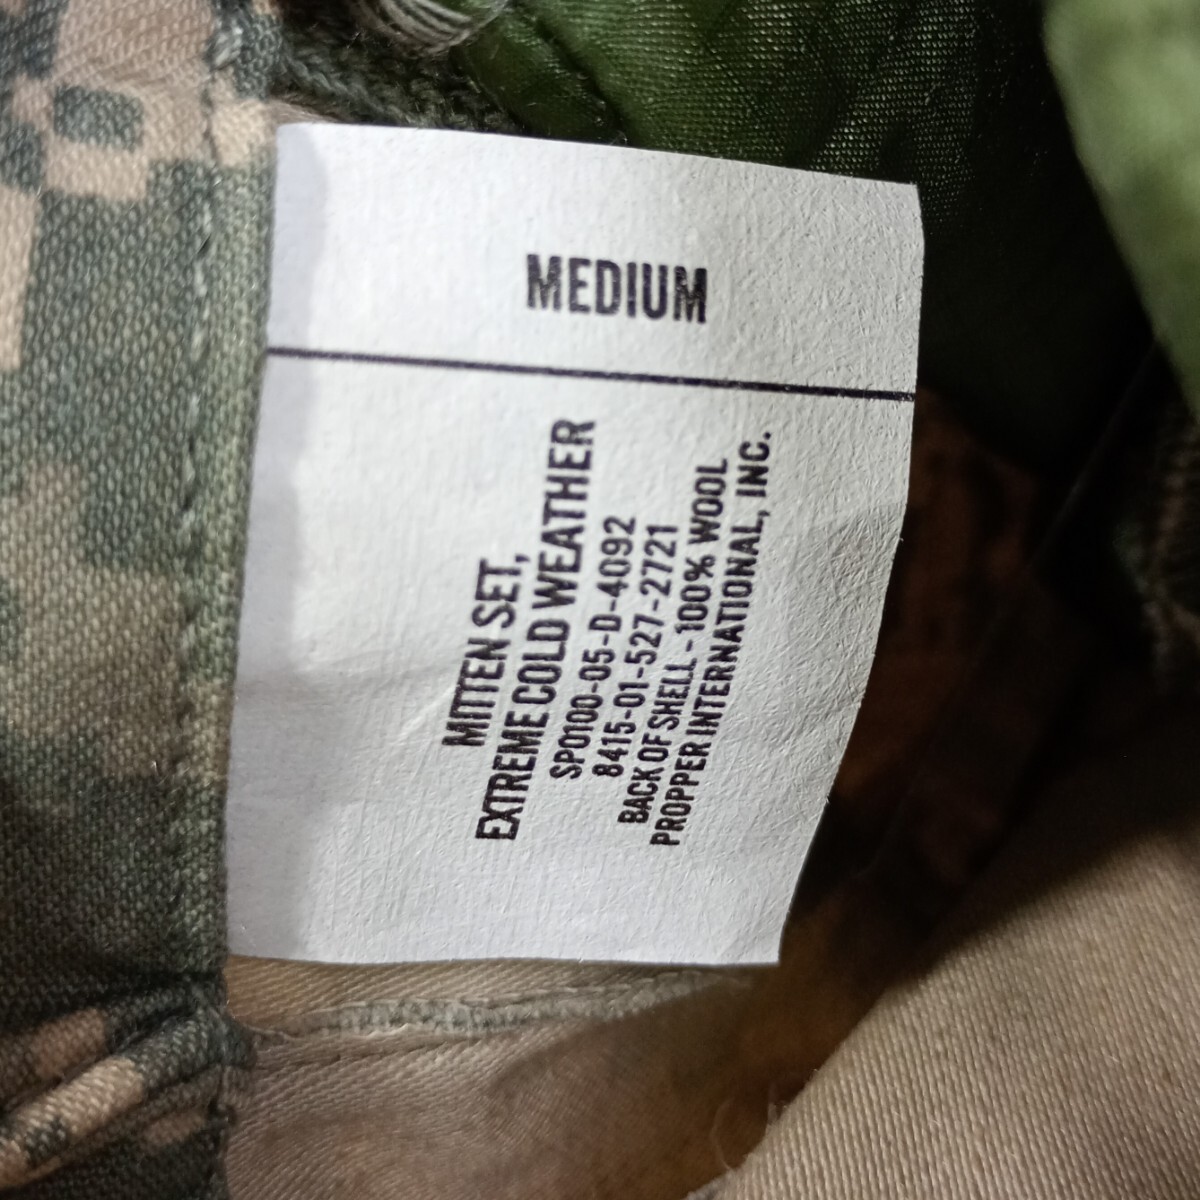 MEDIUM
MITTEN SET,
EXTREME COLD WEATHER
SP0100-05-D-4092
8415-01-527-2721
BACK OF SHELL - 100% WOOL
PROPPER INTERNATIONAL, INC.